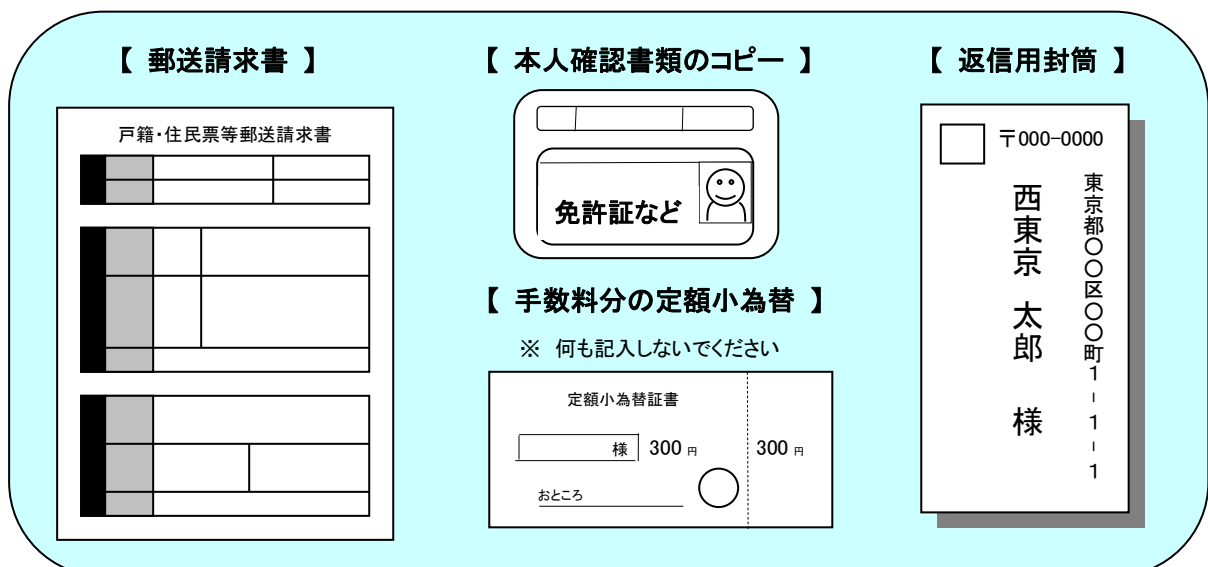 【 郵送請求書 】
戸籍・住民票等郵送請求書
【 本人確認書類のコピー 】
免許証など
【 手数料分の定額小為替 】
※ 何も記入しないでください
定額小為替証書
様 300 円 300 円
おところ
【 返信用封筒 】
〒000-0000
東京都〇〇区〇〇町1-1-1
西東京 太郎 様